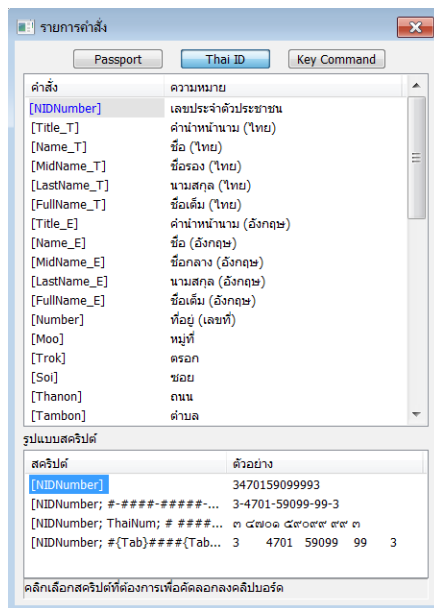 รายการคำสั่ง
Passport Thai ID Key Command
คำสั่ง ความหมาย
[NIDNumber] เลขประจำตัวประชาชน
[Title_T] คำนำหน้านาม (ไทย)
[Name_T] ชื่อ (ไทย)
[MidName_T] ชื่อรอง (ไทย)
[LastName_T] นามสกุล (ไทย)
[FullName_T] ชื่อเต็ม (ไทย)
[Title_E] คำนำหน้านาม (อังกฤษ)
[Name_E] ชื่อ (อังกฤษ)
[MidName_E] ชื่อกลาง (อังกฤษ)
[LastName_E] นามสกุล (อังกฤษ)
[FullName_E] ชื่อเต็ม (อังกฤษ)
[Number] ที่อยู่ (เลขที่)
[Moo] หมู่ที่
[Trok] ตรอก
[Soi] ซอย
[Thanon] ถนน
[Tambon] ตำบล
รูปแบบสคริปต์
สคริปต์ ตัวอย่าง
[NIDNumber] 3470159099993
[NIDNumber; #-####-#####-... 3-4701-59099-99-3
[NIDNumber; ThaiNum; # ####... ๓ ๔๗๐๑ ๕๙๐๙๙ ๙๙ ๓
[NIDNumber; #{Tab}####{Tab... 3 4701 59099 99 3
คลิกเลือกสคริปต์ที่ต้องการเพื่อคัดลอกลงคลิปบอร์ด